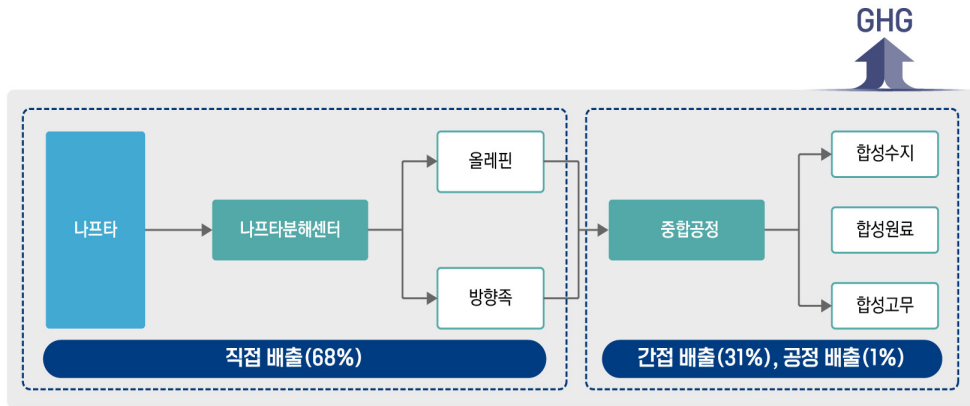 GHG
나프타
나프타분해센터
올레핀
방향족
직접 배출(68%)
중합공정
합성수지
합성원료
합성고무
간접 배출(31%), 공정 배출(1%)